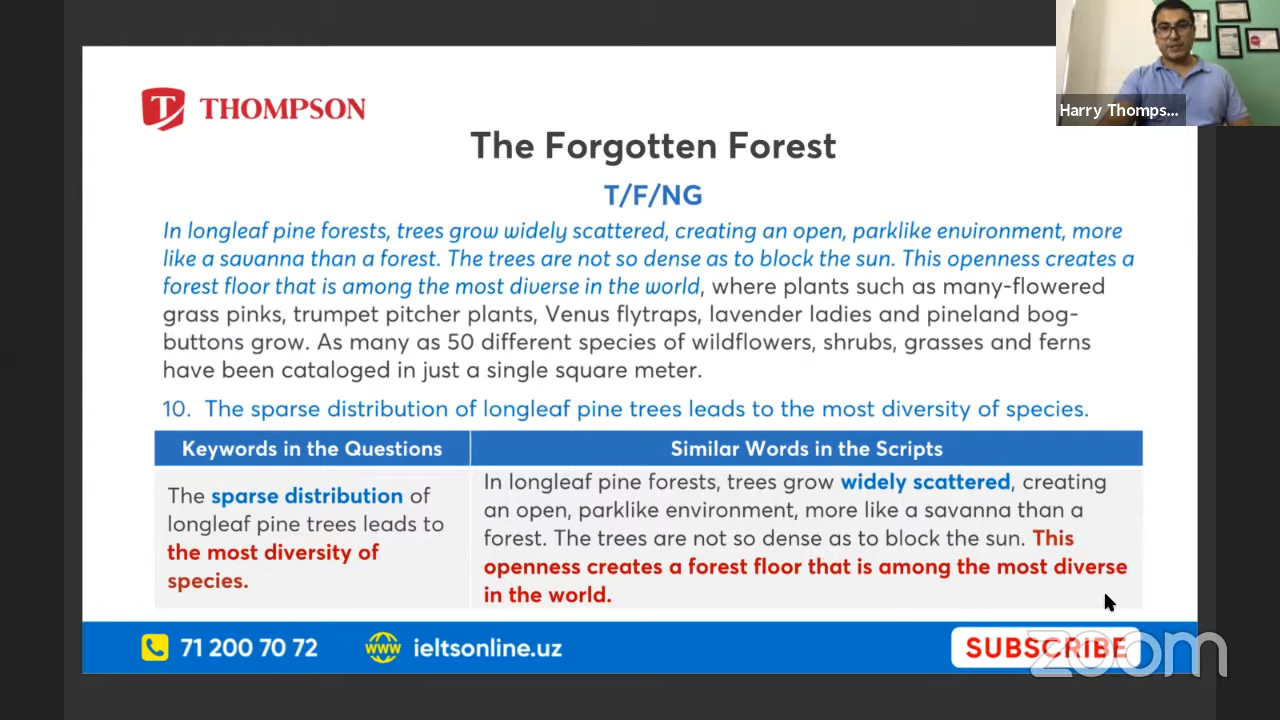 THOMPSON
Harry Thomps...
The Forgotten Forest
T/F/NG
In longleaf pine forests, trees grow widely scattered, creating an open, parklike environment, more
like a savanna than a forest. The trees are not so dense as to block the sun. This openness creates a
forest floor that is among the most diverse in the world, where plants such as many-flowered
grass pinks, trumpet pitcher plants, Venus flytraps, lavender ladies and pineland bog-
buttons grow. As many as 50 different species of wildflowers, shrubs, grasses and ferns
have been cataloged in just a single square meter.
10. The sparse distribution of longleaf pine trees leads to the most diversity of species.
Keywords in the Questions
The sparse distribution of
longleaf pine trees leads to
the most diversity of
species.
Similar Words in the Scripts
In longleaf pine forests, trees grow widely scattered, creating
an open, parklike environment, more like a savanna than a
forest. The trees are not so dense as to block the sun. This
openness creates a forest floor that is among the most diverse
in the world.
71 200 70 72
www
ieltsonline.uz
SUBSCRIBE
zoom